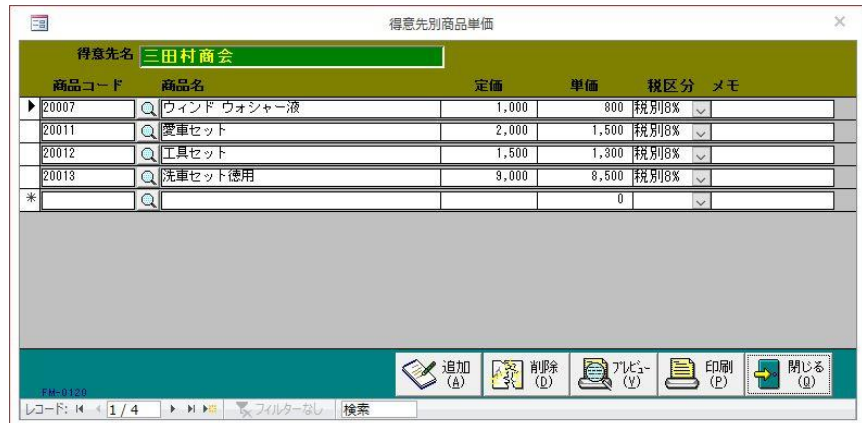 得意先別商品単価
得意先名 三田村商会
商品コード 商品名 定価 単価 税区分 メモ
20007 ウィンド ウォシャー液 1,000 800 税別8%
20011 愛車セット 2,000 1,500 税別8%
20012 工具セット 1,500 1,300 税別8%
20013 洗車セット徳用 9,000 8,500 税別8%
* 0
追加(A) 削除(D) プレビュー(V) 印刷(P) 閉じる(Q)
FM-0120
レコード: 1 / 4 フィルターなし 検索